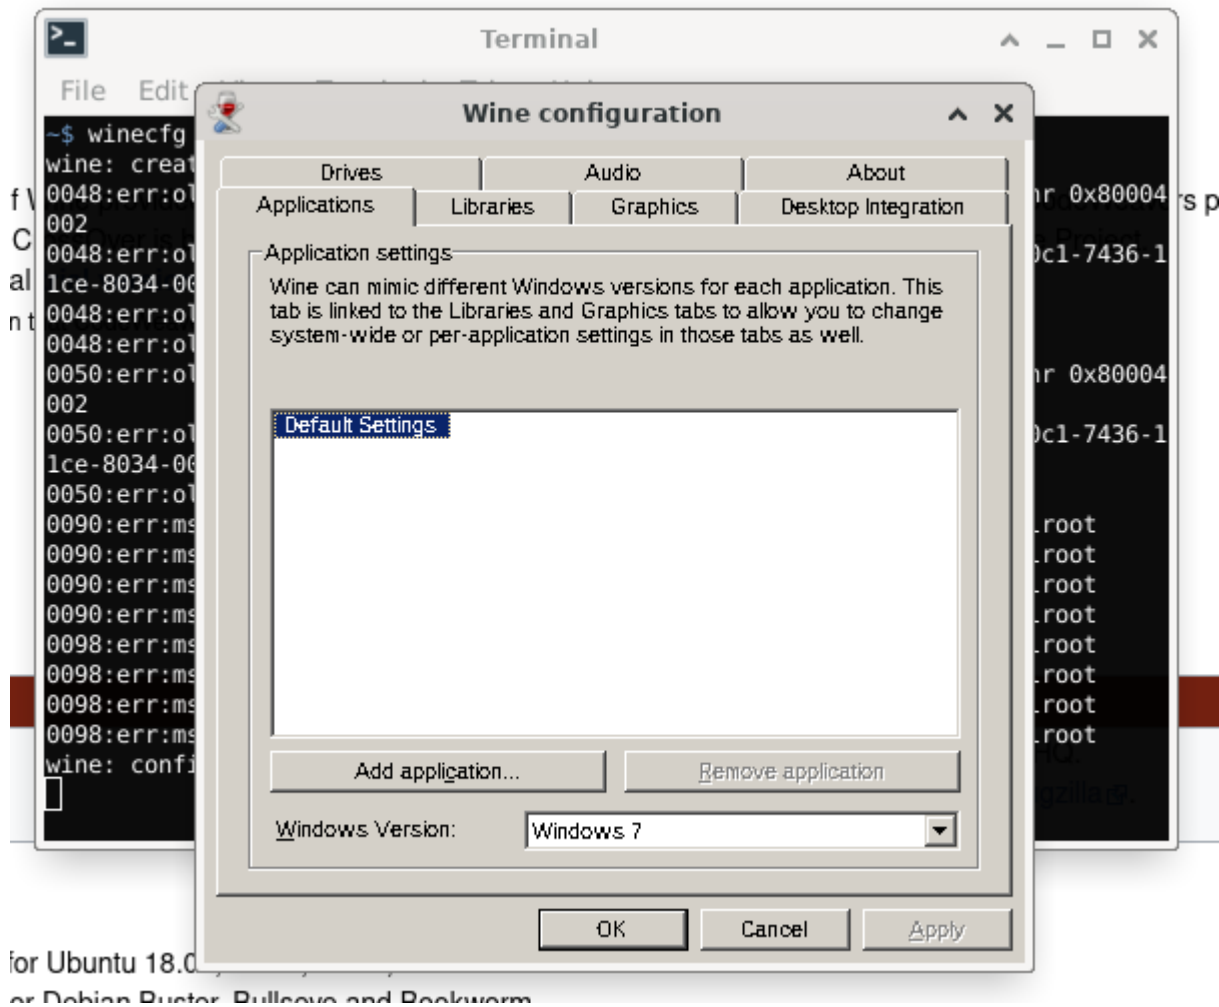 Terminal
File Edit
~$ winecfg
wine: creat
0048:err:ol hr 0x80004
002
0048:err:ol 0c1-7436-1
1ce-8034-00
0048:err:ol
0048:err:ol
0050:err:ol hr 0x80004
002
0050:err:ol 0c1-7436-1
1ce-8034-00
0050:err:ol
0090:err:ms .root
0090:err:ms .root
0090:err:ms .root
0090:err:ms .root
0098:err:ms .root
0098:err:ms .root
0098:err:ms .root
0098:err:ms .root
wine: confi
Wine configuration
Drives Audio About
Applications Libraries Graphics Desktop Integration
Application settings
Wine can mimic different Windows versions for each application. This
tab is linked to the Libraries and Graphics tabs to allow you to change
system-wide or per-application settings in those tabs as well.
Default Settings
Add application...
Remove application
Windows Version: Windows 7
OK Cancel Apply
for Ubuntu 18.0
or Debian Buster, Bullseye and Bookworm